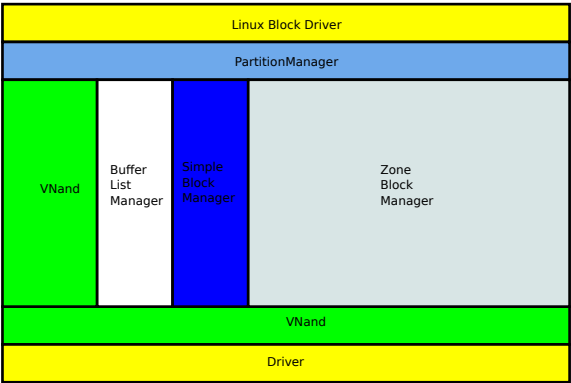 Linux Block Driver
PartitionManager
VNand
Buffer
List
Manager
Simple
Block
Manager
Zone
Block
Manager
VNand
Driver